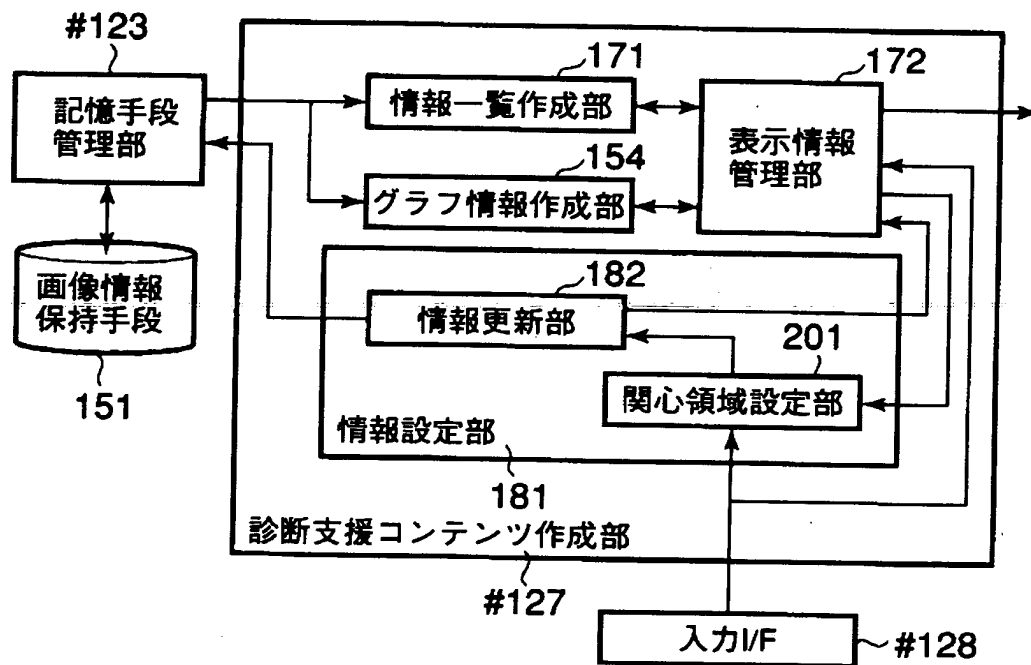 #123
記憶手段
管理部
画像情報
保持手段
151
171
情報一覧作成部
154
グラフ情報作成部
172
表示情報
管理部
182
情報更新部
201
関心領域設定部
情報設定部
181
診断支援コンテンツ作成部
#127
入力I/F
#128